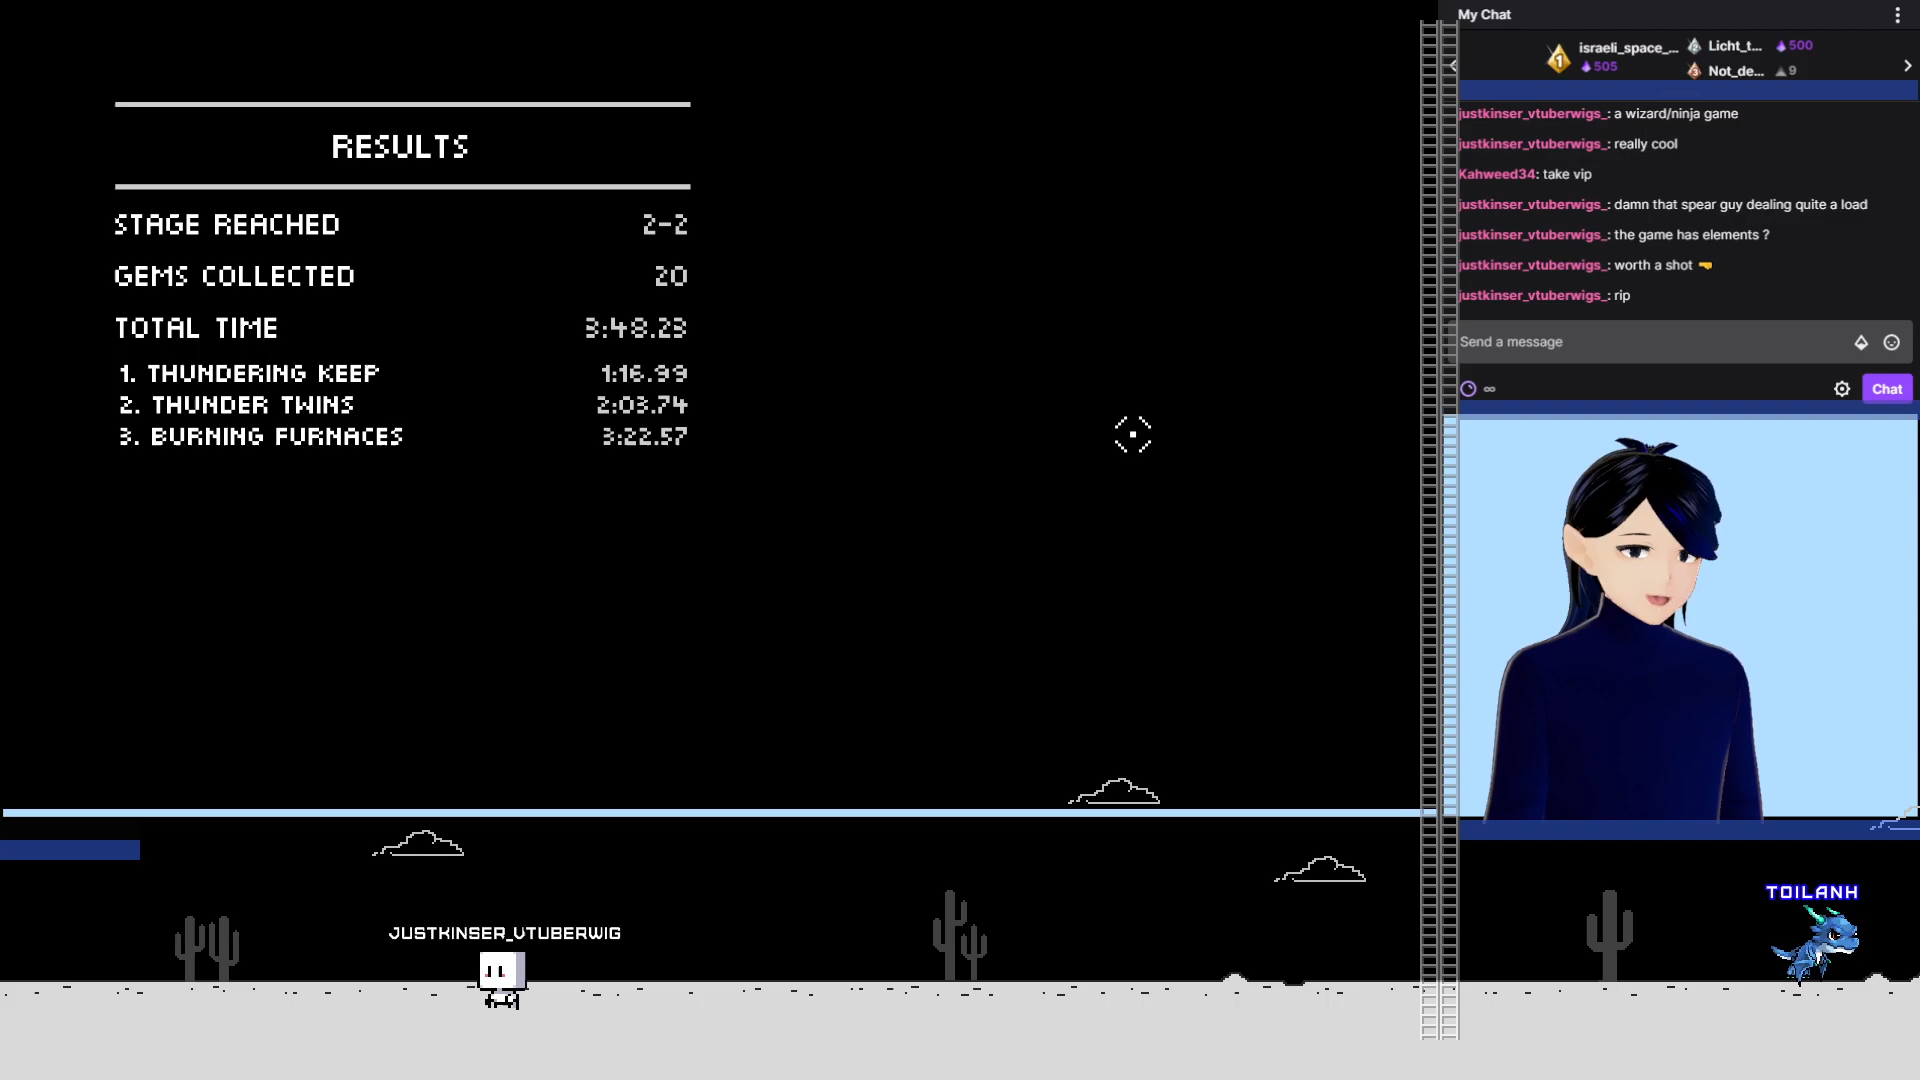 RESULTS
STAGE REACHED 2-2
GEMS COLLECTED 20
TOTAL TIME 3:48.23
1. THUNDERING KEEP 1:16.99
2. THUNDER TWINS 2:03.74
3. BURNING FURNACES 3:22.57
My Chat
1 israeli_space_... 505
2 Licht_t... 500
3 Not_de... 9
justkinser_vtuberwigs_: a wizard/ninja game
justkinser_vtuberwigs_: really cool
Kahweed34: take vip
justkinser_vtuberwigs_: damn that spear guy dealing quite a load
justkinser_vtuberwigs_: the game has elements ?
justkinser_vtuberwigs_: worth a shot 🤜
justkinser_vtuberwigs_: rip
Send a message
∞
Chat
TOILANH
JUSTKINSER_VTUBERWIG